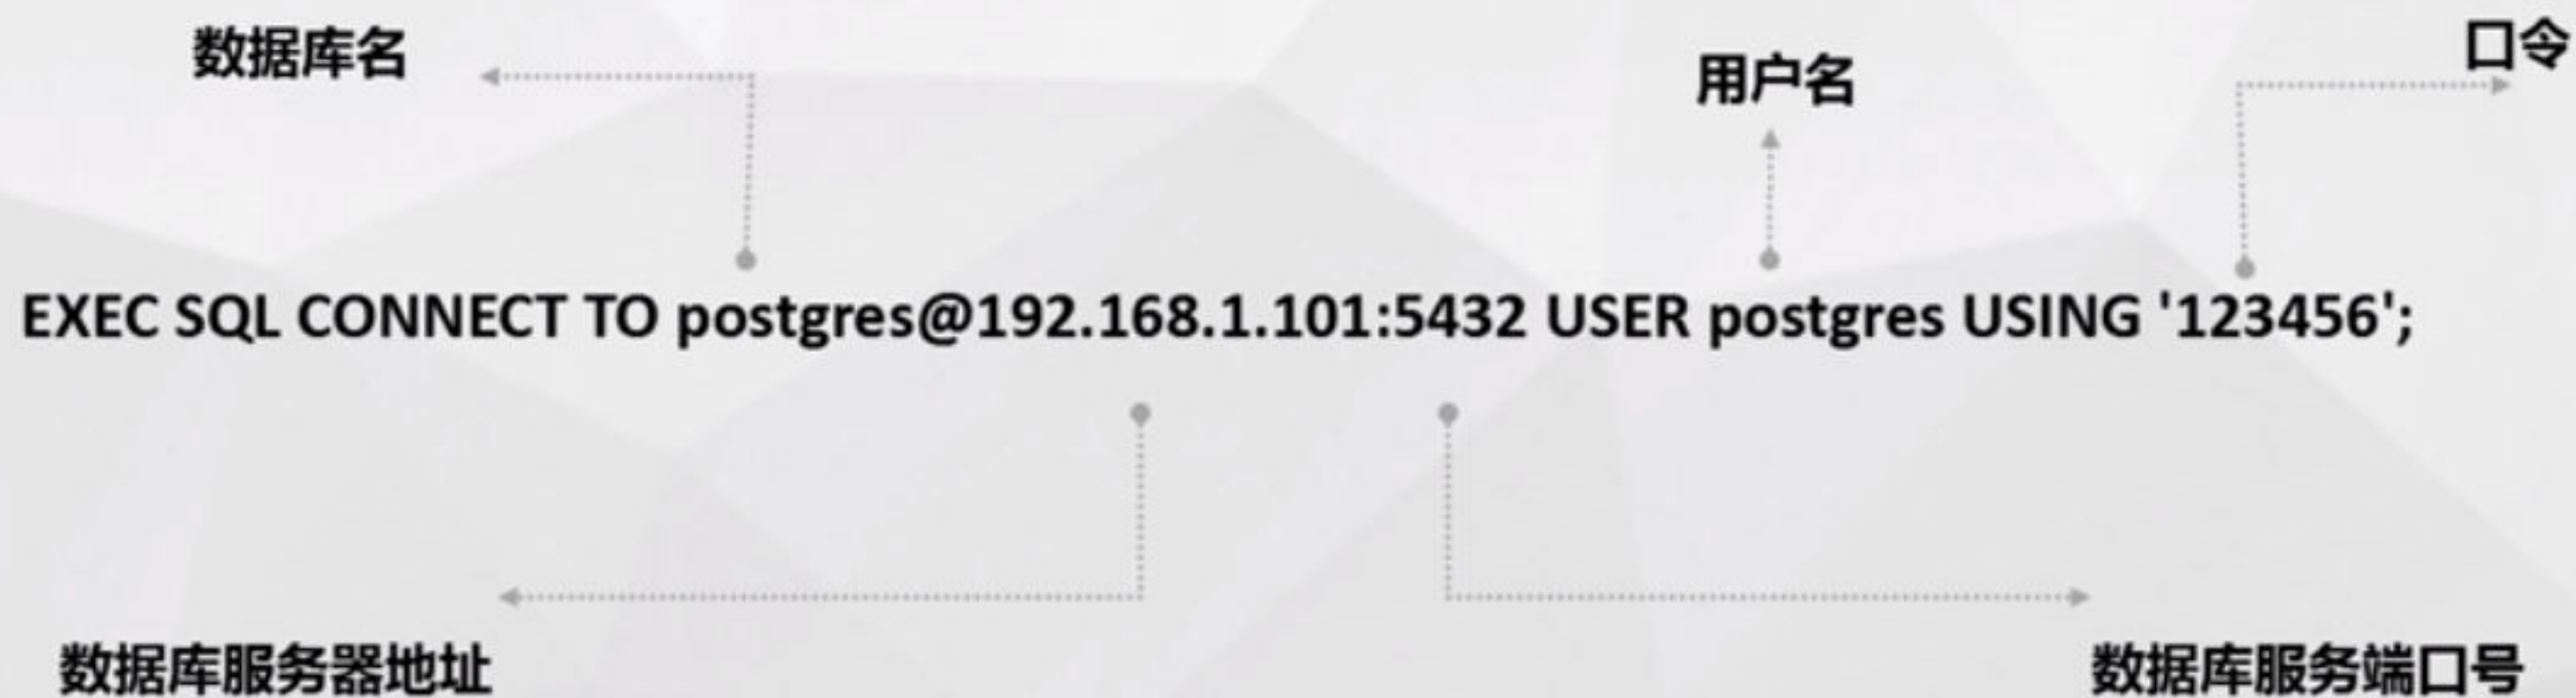 数据库名
用户名
口令
EXEC SQL CONNECT TO postgres@192.168.1.101:5432 USER postgres USING '123456';
数据库服务器地址
数据库服务端口号